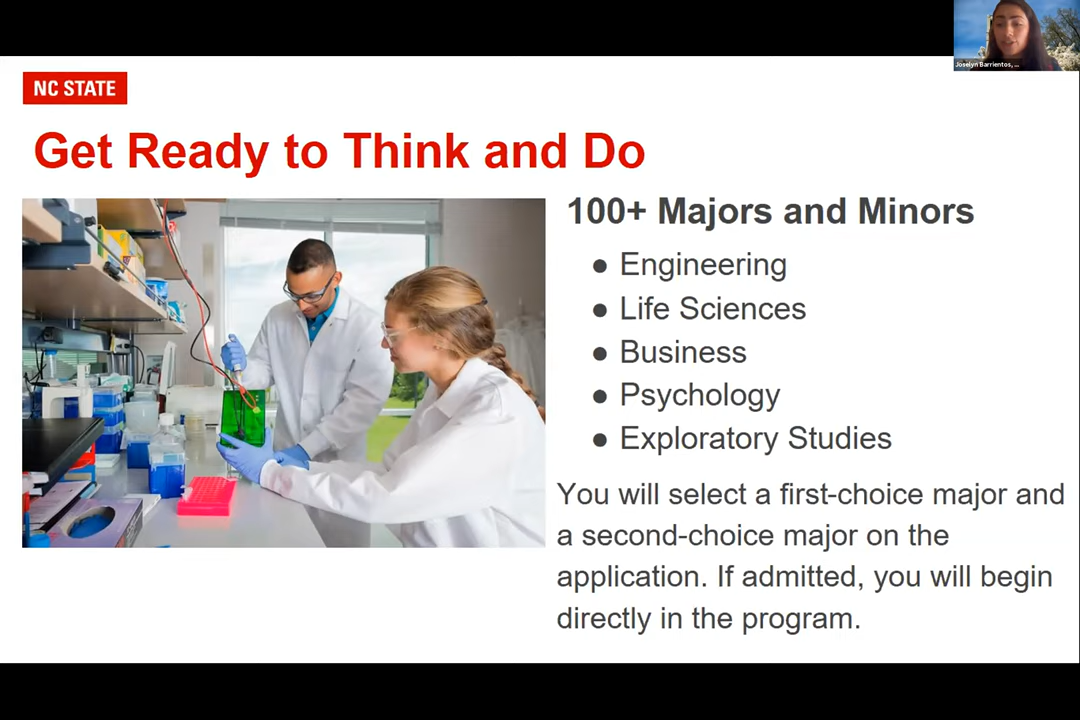 Joselyn Barrientos, ...
NC STATE
Get Ready to Think and Do
100+ Majors and Minors
● Engineering
● Life Sciences
● Business
● Psychology
● Exploratory Studies
You will select a first-choice major and
a second-choice major on the
application. If admitted, you will begin
directly in the program.